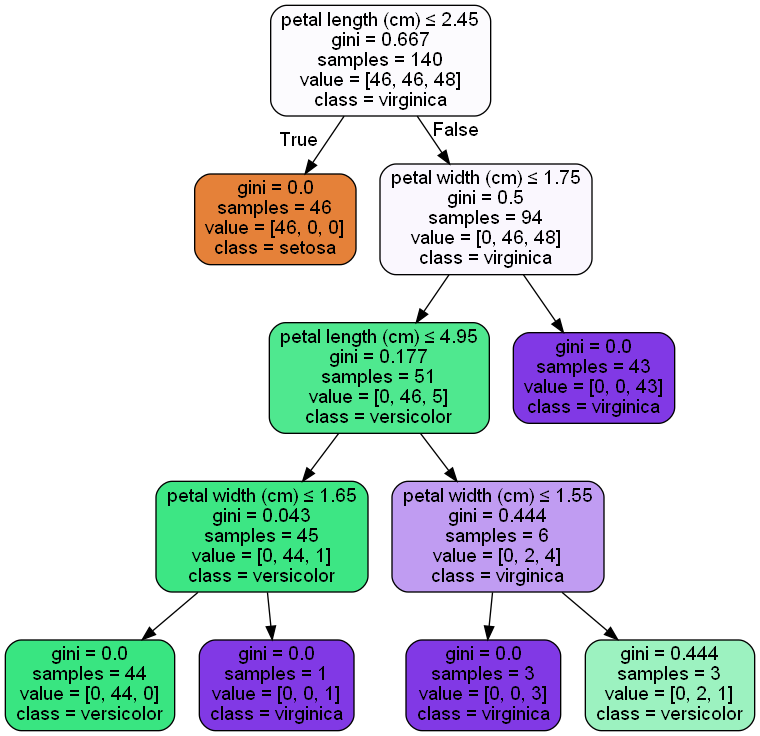 petal length (cm) ≤ 2.45
gini = 0.667
samples = 140
value = [46, 46, 48]
class = virginica
True
False
gini = 0.0
samples = 46
value = [46, 0, 0]
class = setosa
petal width (cm) ≤ 1.75
gini = 0.5
samples = 94
value = [0, 46, 48]
class = virginica
petal length (cm) ≤ 4.95
gini = 0.177
samples = 51
value = [0, 46, 5]
class = versicolor
gini = 0.0
samples = 43
value = [0, 0, 43]
class = virginica
petal width (cm) ≤ 1.65
gini = 0.043
samples = 45
value = [0, 44, 1]
class = versicolor
petal width (cm) ≤ 1.55
gini = 0.444
samples = 6
value = [0, 2, 4]
class = virginica
gini = 0.0
samples = 44
value = [0, 44, 0]
class = versicolor
gini = 0.0
samples = 1
value = [0, 0, 1]
class = virginica
gini = 0.0
samples = 3
value = [0, 0, 3]
class = virginica
gini = 0.444
samples = 3
value = [0, 2, 1]
class = versicolor